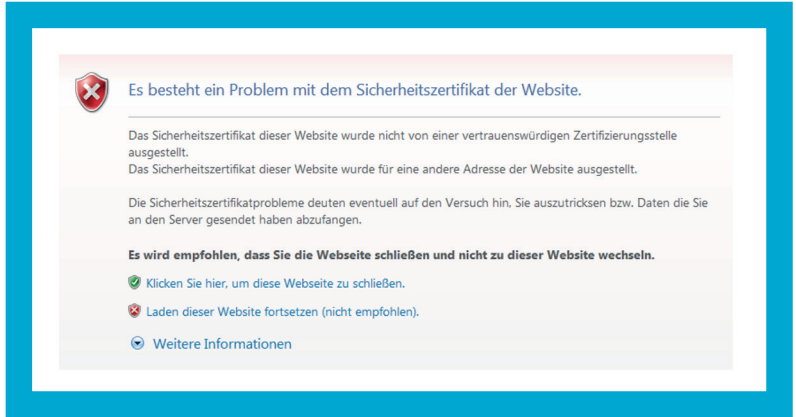 Es besteht ein Problem mit dem Sicherheitszertifikat der Website.
Das Sicherheitszertifikat dieser Website wurde nicht von einer vertrauenswürdigen Zertifizierungsstelle
ausgestellt.
Das Sicherheitszertifikat dieser Website wurde für eine andere Adresse der Website ausgestellt.
Die Sicherheitszertifikatprobleme deuten eventuell auf den Versuch hin, Sie auszutricksen bzw. Daten die Sie
an den Server gesendet haben abzufangen.
Es wird empfohlen, dass Sie die Webseite schließen und nicht zu dieser Website wechseln.
Klicken Sie hier, um diese Webseite zu schließen.
Laden dieser Website fortsetzen (nicht empfohlen).
Weitere Informationen